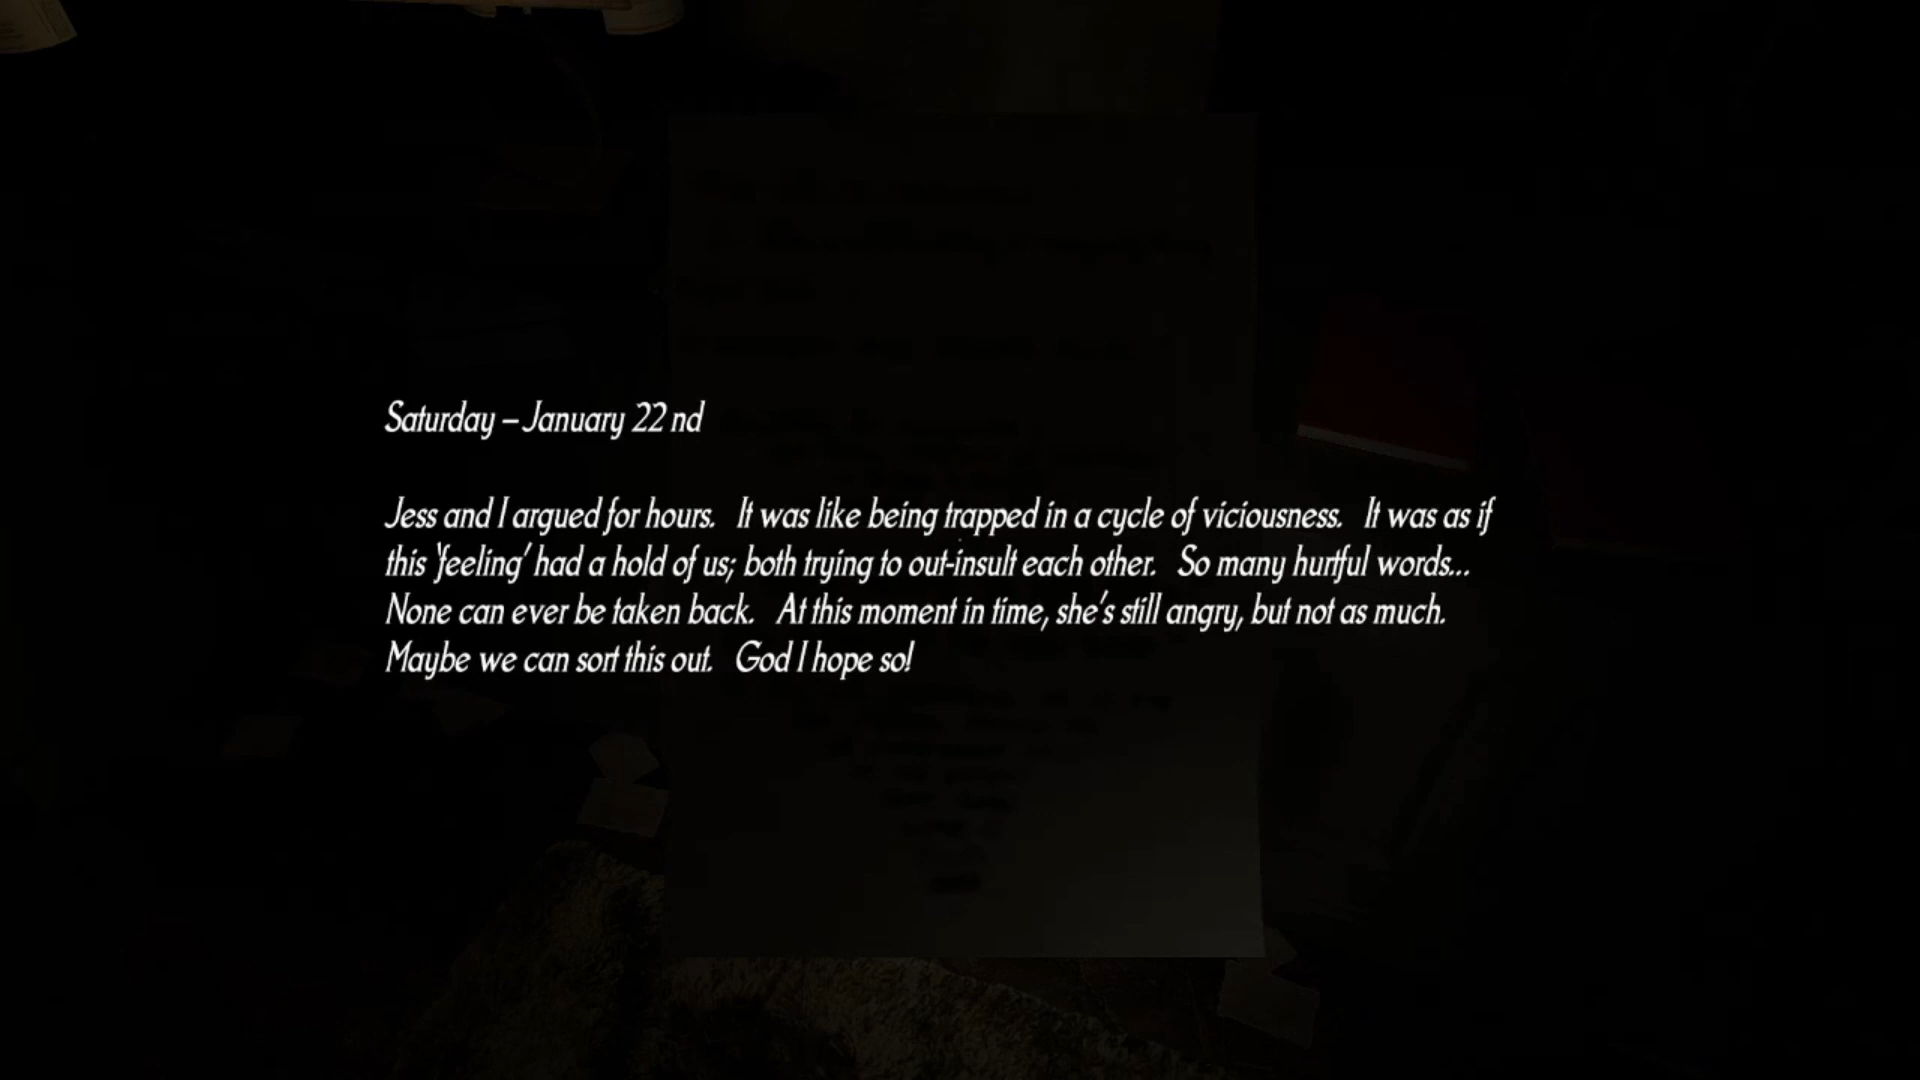 Saturday – January 22 nd
Jess and I argued for hours.  It was like being trapped in a cycle of viciousness.  It was as if
this 'feeling' had a hold of us; both trying to out-insult each other.  So many hurtful words...
None can ever be taken back.  At this moment in time, she's still angry, but not as much.
Maybe we can sort this out.  God I hope so!